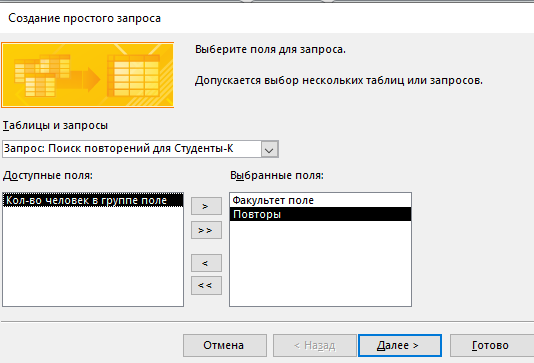 Создание простого запроса
Выберите поля для запроса.
Допускается выбор нескольких таблиц или запросов.
Таблицы и запросы
Запрос: Поиск повторений для Студенты-К
Доступные поля:
Выбранные поля:
Кол-во человек в группе поле
Факультет поле
Повторы
>
>>
<
<<
Отмена
< Назад
Далее >
Готово